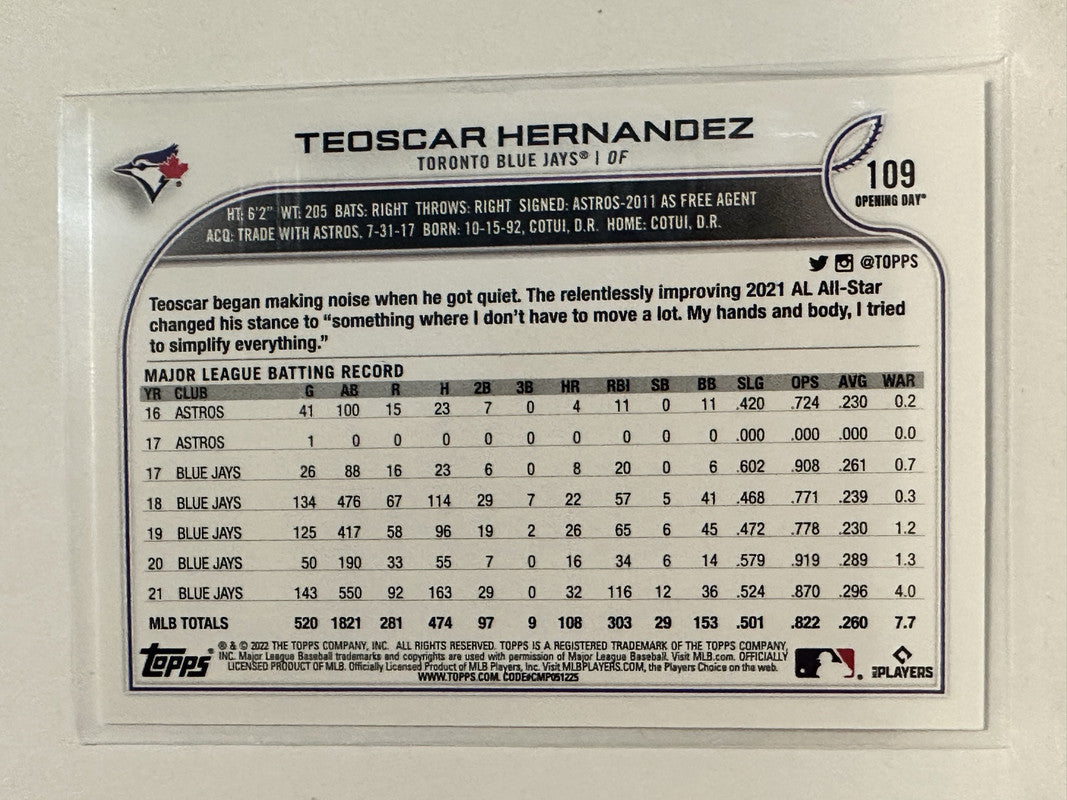 TEOSCAR HERNANDEZ
TORONTO BLUE JAYS® | OF
109
OPENING DAY®
HT: 6'2" WT: 205 BATS: RIGHT THROWS: RIGHT SIGNED: ASTROS-2011 AS FREE AGENT
ACQ: TRADE WITH ASTROS, 7-31-17 BORN: 10-15-92, COTUI, D.R. HOME: COTUI, D.R.
@TOPPS
Teoscar began making noise when he got quiet. The relentlessly improving 2021 AL All-Star
changed his stance to “something where I don’t have to move a lot. My hands and body, I tried
to simplify everything.”
MAJOR LEAGUE BATTING RECORD
YR CLUB G AB R H 2B 3B HR RBI SB BB SLG OPS AVG WAR
16 ASTROS 41 100 15 23 7 0 4 11 0 11 .420 .724 .230 0.2
17 ASTROS 1 0 0 0 0 0 0 0 0 0 .000 .000 .000 0.0
17 BLUE JAYS 26 88 16 23 6 0 8 20 0 6 .602 .908 .261 0.7
18 BLUE JAYS 134 476 67 114 29 7 22 57 5 41 .468 .771 .239 0.3
19 BLUE JAYS 125 417 58 96 19 2 26 65 6 45 .472 .778 .230 1.2
20 BLUE JAYS 50 190 33 55 7 0 16 34 6 14 .579 .919 .289 1.3
21 BLUE JAYS 143 550 92 163 29 0 32 116 12 36 .524 .870 .296 4.0
MLB TOTALS 520 1821 281 474 97 9 108 303 29 153 .501 .822 .260 7.7
Topps
® & © 2022 THE TOPPS COMPANY, INC. ALL RIGHTS RESERVED. TOPPS IS A REGISTERED TRADEMARK OF THE TOPPS COMPANY,
INC. Major League Baseball trademarks and copyrights are used with permission of Major League Baseball. Visit MLB.com. OFFICIALLY
LICENSED PRODUCT OF MLB. Officially Licensed Product of MLB Players, Inc. Visit MLBPLAYERS.COM, the Players Choice on the web.
WWW.TOPPS.COM. CODE#CMP051225
MLB PLAYERS